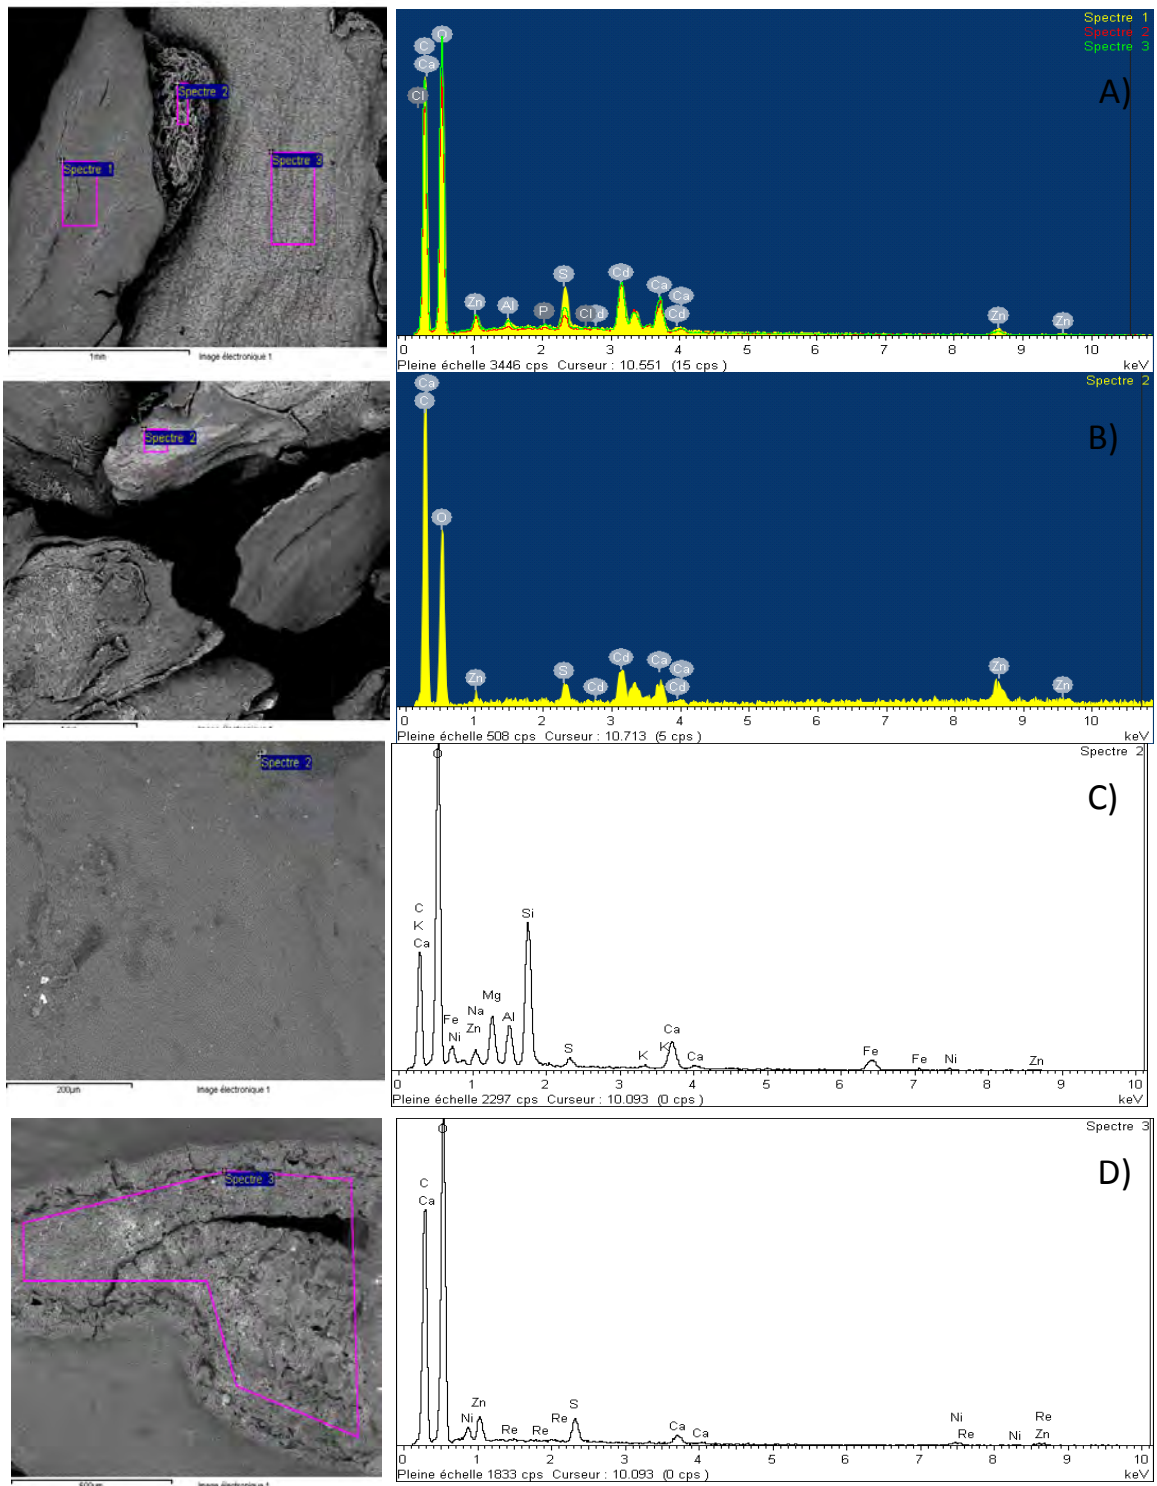 Spectre 2
Spectre 1
Spectre 3
1mm
Image électronique 1
Spectre 1
Spectre 2
Spectre 3
A)
C
O
Ca
Cl
Zn
Al
P
S
Cl
d
Cd
Ca
Ca
Cd
Zn
Zn
0 1 2 3 4 5 6 7 8 9 10
Pleine échelle 3446 cps Curseur : 10.551 (15 cps )
keV
Spectre 2
Spectre 2
B)
Ca
C
O
Zn
S
Cd
Cd
Ca
Ca
Cd
Zn
Zn
0 1 2 3 4 5 6 7 8 9 10
Pleine échelle 508 cps Curseur : 10.713 (5 cps )
keV
Spectre 2
200µm
Image électronique 1
Spectre 2
C)
O
C
K
Ca
Fe
Ni
Na
Zn
Mg
Al
Si
S
K
Ca
K
Ca
Fe
Fe
Ni
Zn
0 1 2 3 4 5 6 7 8 9 10
Pleine échelle 2297 cps Curseur : 10.093 (0 cps )
keV
Spectre 3
Spectre 3
D)
O
C
Ca
Ni
Zn
Re
Re
Re
S
Ca
Ca
Ni
Re
Ni
Re
Zn
0 1 2 3 4 5 6 7 8 9 10
Pleine échelle 1833 cps Curseur : 10.093 (0 cps )
keV